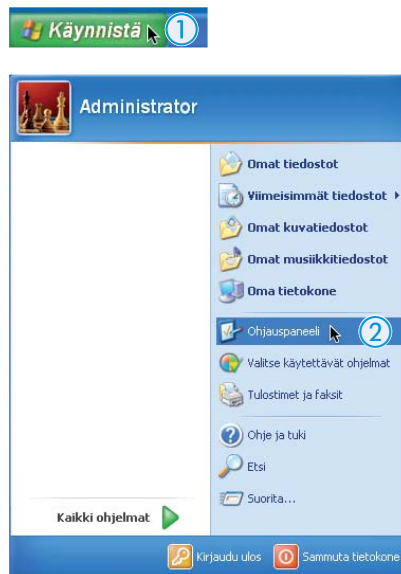 Käynnistä 1
Administrator
Omat tiedostot
Viimeisimmät tiedostot
Omat kuvatiedostot
Omat musiikkitiedostot
Oma tietokone
Ohjauspaneeli 2
Valitse käytettävät ohjelmat
Tulostimet ja faksit
Ohje ja tuki
Etsi
Suorita...
Kaikki ohjelmat
Kirjaudu ulos Sammuta tietokone